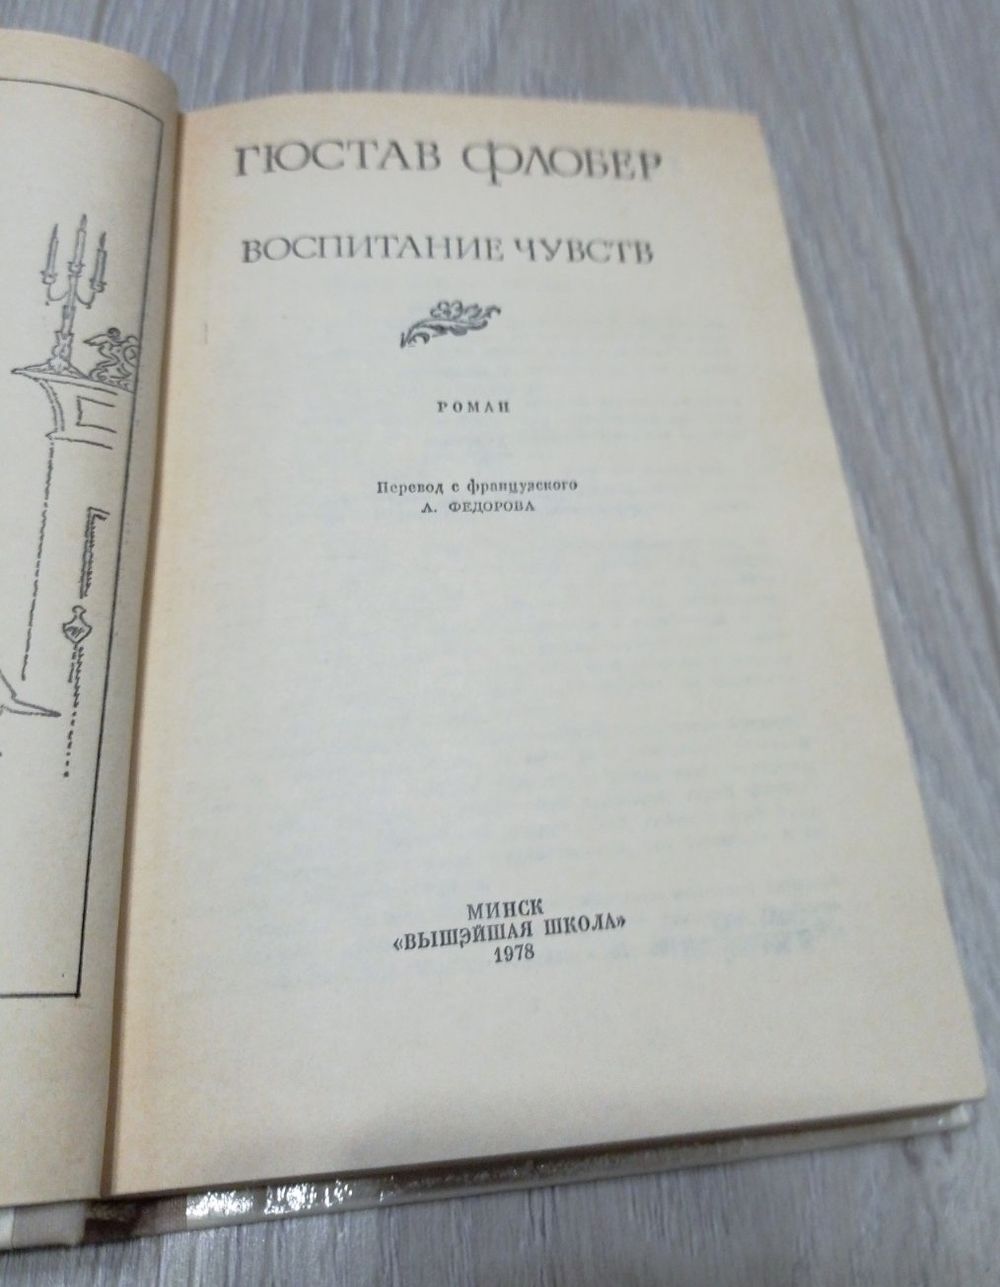 ГЮСТАВ ФЛОБЕР
ВОСПИТАНИЕ ЧУВСТВ
РОМАН
Перевод с французского
А. ФЕДОРОВА
МИНСК
«ВЫШЭЙШАЯ ШКОЛА»
1978